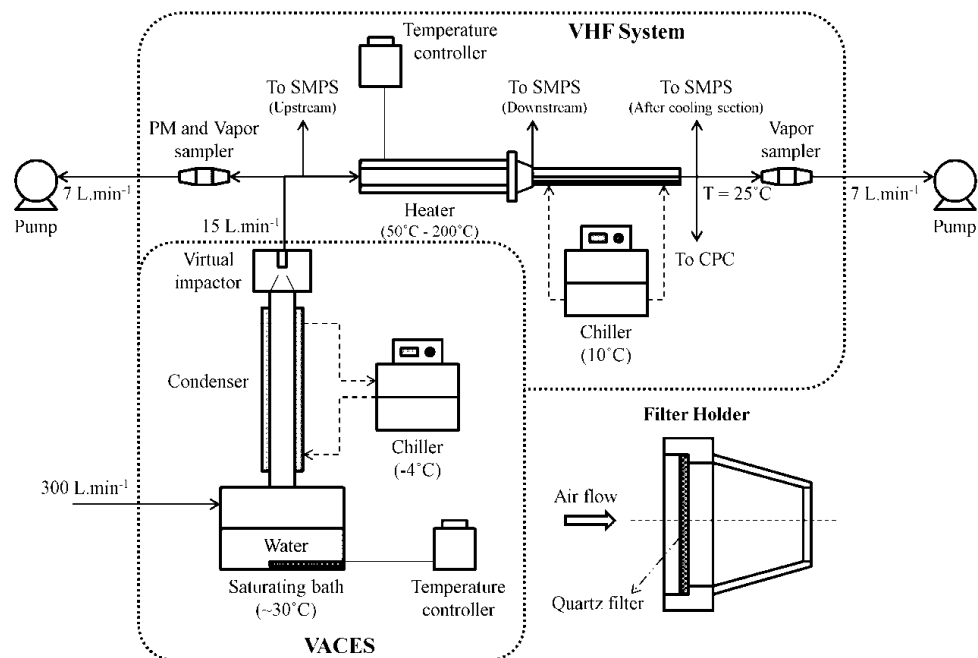 VHF System
Temperature
controller
To SMPS
(Upstream)
To SMPS
(Downstream)
To SMPS
(After cooling section)
PM and Vapor
sampler
Vapor
sampler
7 L.min⁻¹
Pump
Heater
(50˚C - 200˚C)
T = 25˚C
7 L.min⁻¹
Pump
15 L.min⁻¹
To CPC
Virtual
impactor
Chiller
(10˚C)
Condenser
Chiller
(-4˚C)
Filter Holder
300 L.min⁻¹
Air flow
Water
Saturating bath
(~30˚C)
Temperature
controller
Quartz filter
VACES